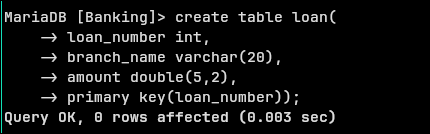 MariaDB [Banking]> create table loan(
    -> loan_number int,
    -> branch_name varchar(20),
    -> amount double(5,2),
    -> primary key(loan_number));
Query OK, 0 rows affected (0.003 sec)